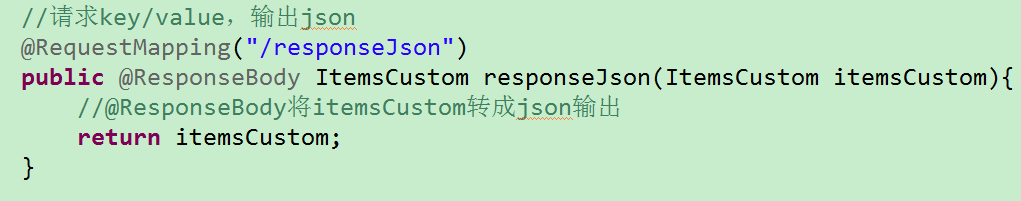 //请求key/value，输出json
@RequestMapping("/responseJson")
public @ResponseBody ItemsCustom responseJson(ItemsCustom itemsCustom){
//@ResponseBody将itemsCustom转成json输出
return itemsCustom;
}